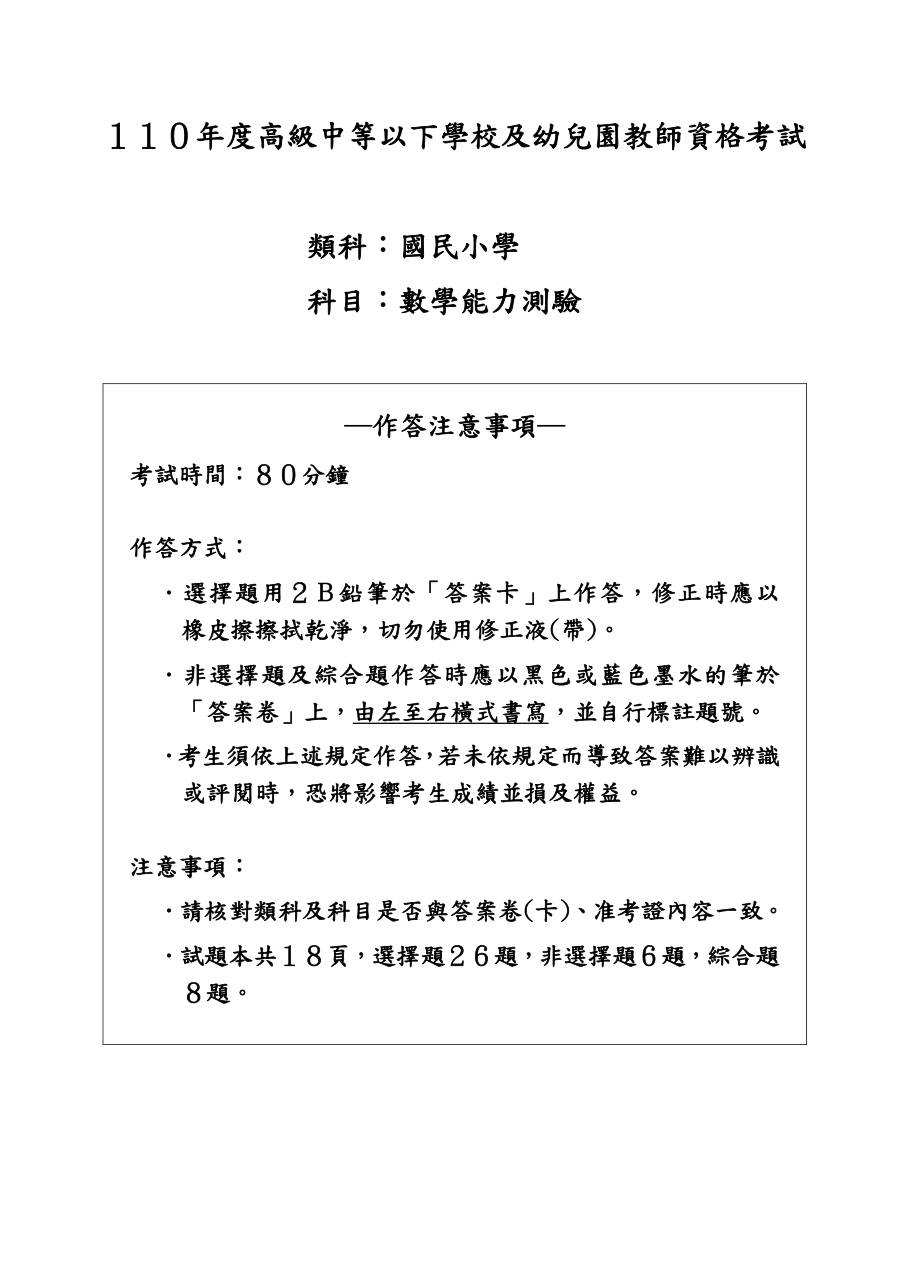 １１０年度高級中等以下學校及幼兒園教師資格考試
類科：國民小學
科目：數學能力測驗
—作答注意事項—
考試時間：８０分鐘
作答方式：
‧選擇題用２Ｂ鉛筆於「答案卡」上作答，修正時應以
橡皮擦擦拭乾淨，切勿使用修正液(帶)。
‧非選擇題及綜合題作答時應以黑色或藍色墨水的筆於
「答案卷」上，由左至右橫式書寫，並自行標註題號。
‧考生須依上述規定作答，若未依規定而導致答案難以辨識
或評閱時，恐將影響考生成績並損及權益。
注意事項：
‧請核對類科及科目是否與答案卷(卡)、准考證內容一致。
‧試題本共１８頁，選擇題２６題，非選擇題６題，綜合題
８題。